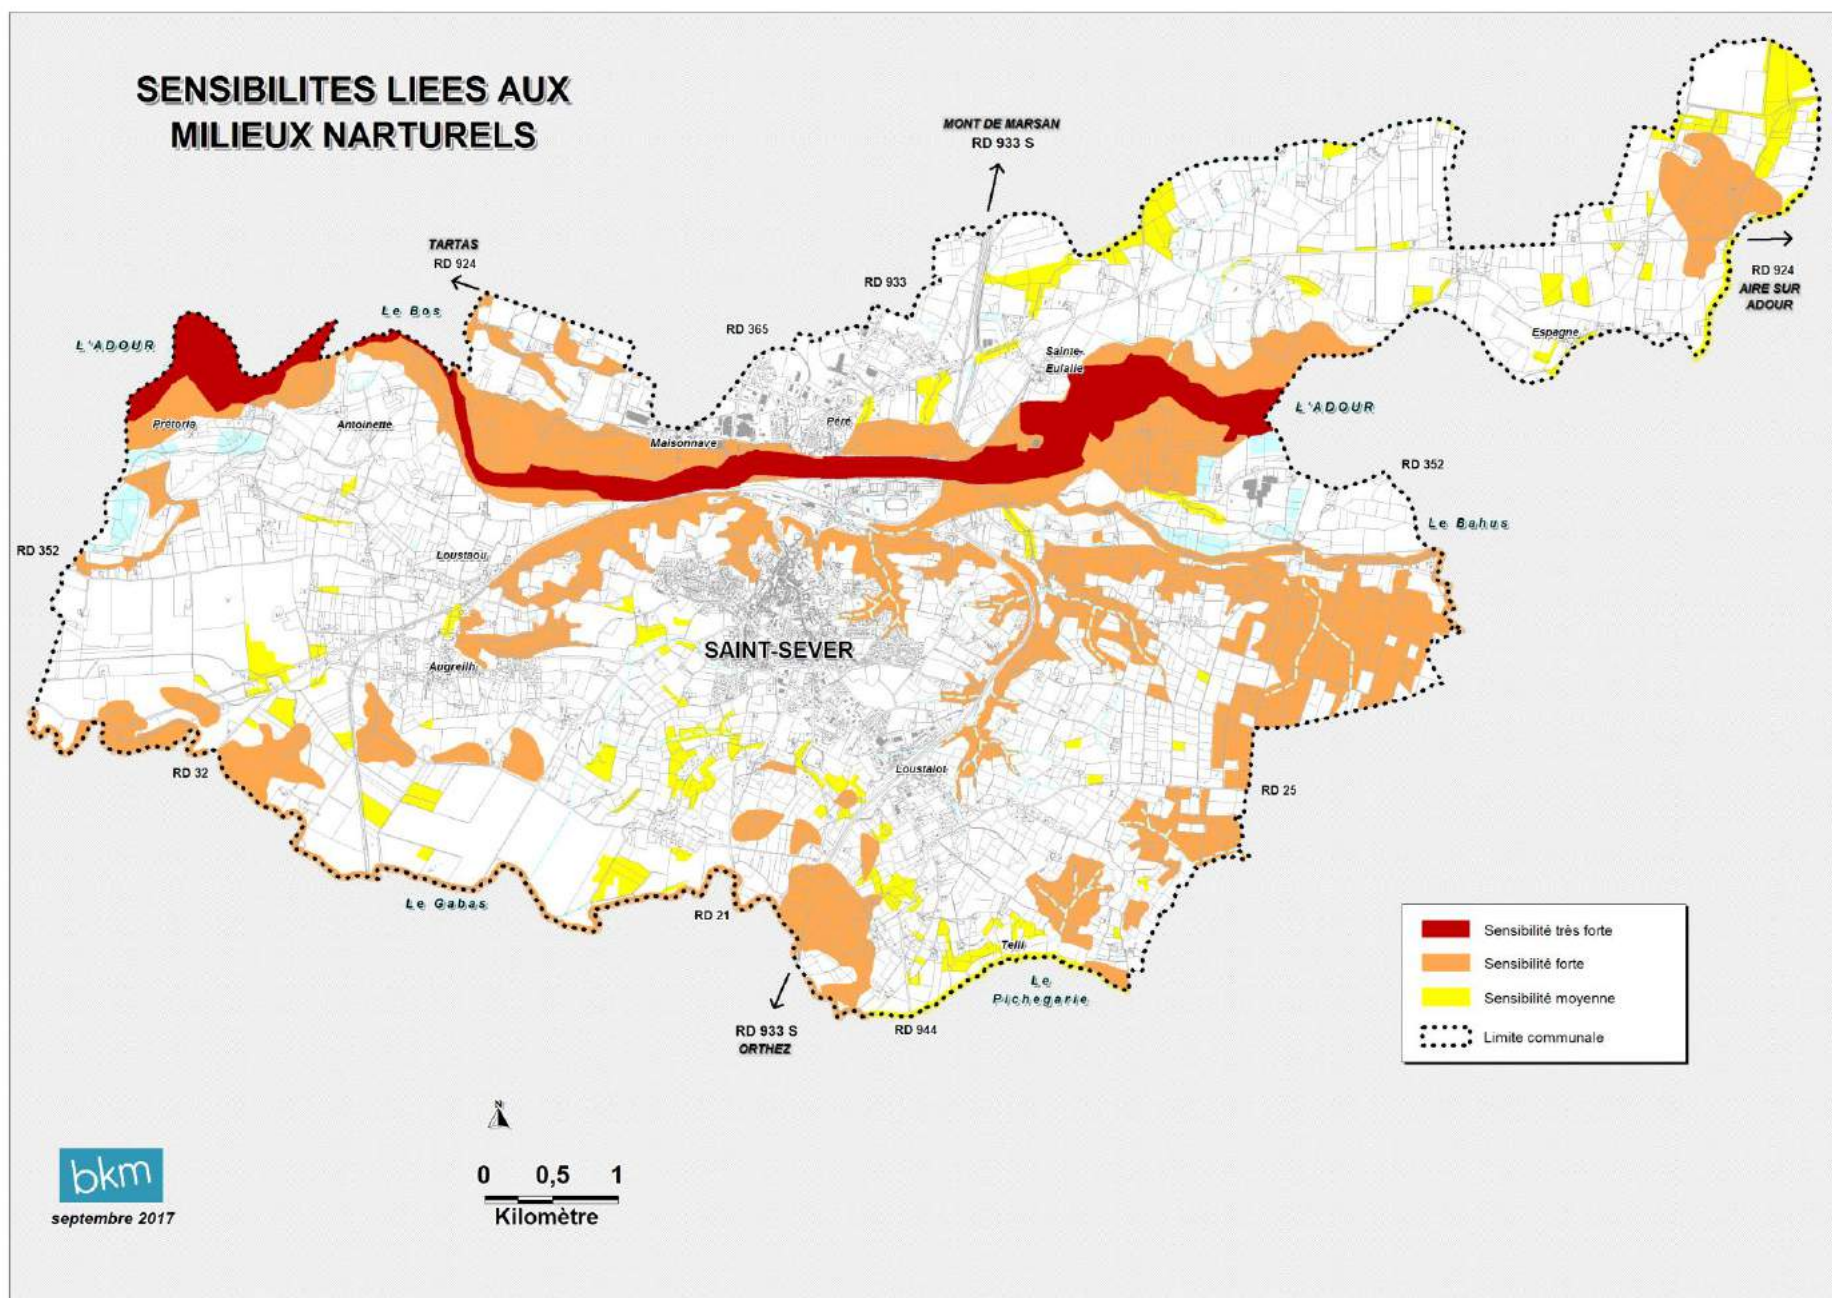 SENSIBILITES LIEES AUX
MILIEUX NARTURELS
MONT DE MARSAN
RD 933 S
TARTAS
RD 924
RD 933
RD 924
AIRE SUR
ADOUR
Le Bos
L'ADOUR
RD 365
Espagne
Sainte-
Eulalie
L'ADOUR
Prétoria
Antoinette
Péré
Maisonnave
RD 352
Le Bahus
RD 352
Loustaou
SAINT-SEVER
Augreilh
RD 32
Loustalot
RD 25
Le Gabas
RD 21
Telli
Le
Pichegarie
RD 933 S
ORTHEZ
RD 944
Sensibilité très forte
Sensibilité forte
Sensibilité moyenne
Limite communale
N
bkm
septembre 2017
0 0,5 1
Kilomètre